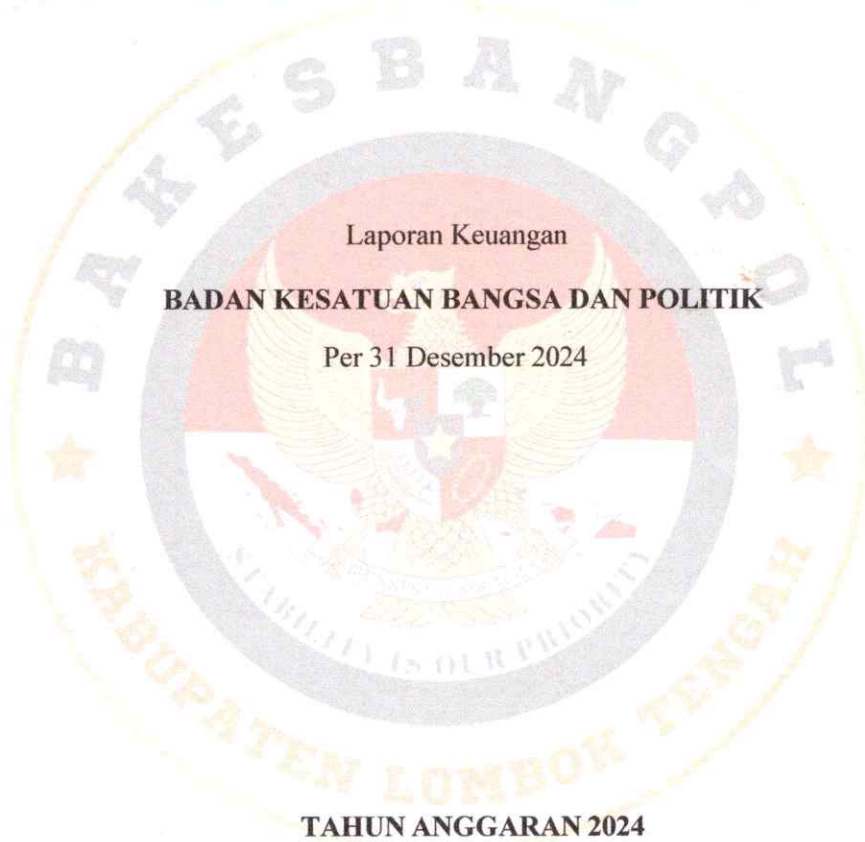 BAKESBANGPOL
Laporan Keuangan
BADAN KESATUAN BANGSA DAN POLITIK
Per 31 Desember 2024
STABILITY IS OUR PRIORITY
KABUPATEN LOMBOK TENGAH
TAHUN ANGGARAN 2024